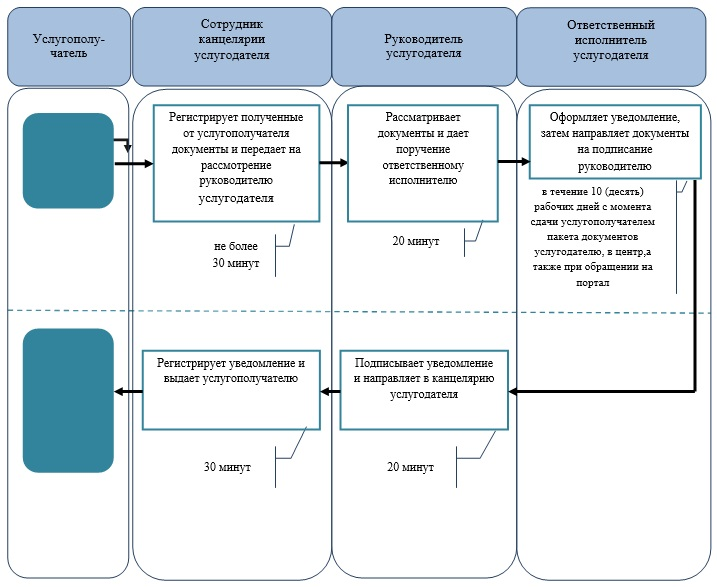 Услугополу-
чатель
Сотрудник
канцелярии
услугодателя
Руководитель
услугодателя
Ответственный
исполнитель
услугодателя
Регистрирует полученные
от услугополучателя
документы и передает на
рассмотрение
руководителю
услугодателя
не более
30 минут
Рассматривает
документы и дает
поручение
ответственному
исполнителю
20 минут
Оформляет уведомление,
затем направляет документы
на подписание
руководителю
в течение 10 (десять)
рабочих дней с момента
сдачи услугополучателем
пакета документов
услугодателю, в центр,а
также при обращении на
портал
Регистрирует уведомление и
выдает услугополучателю
30 минут
Подписывает уведомление
и направляет в канцелярию
услугодателя
20 минут